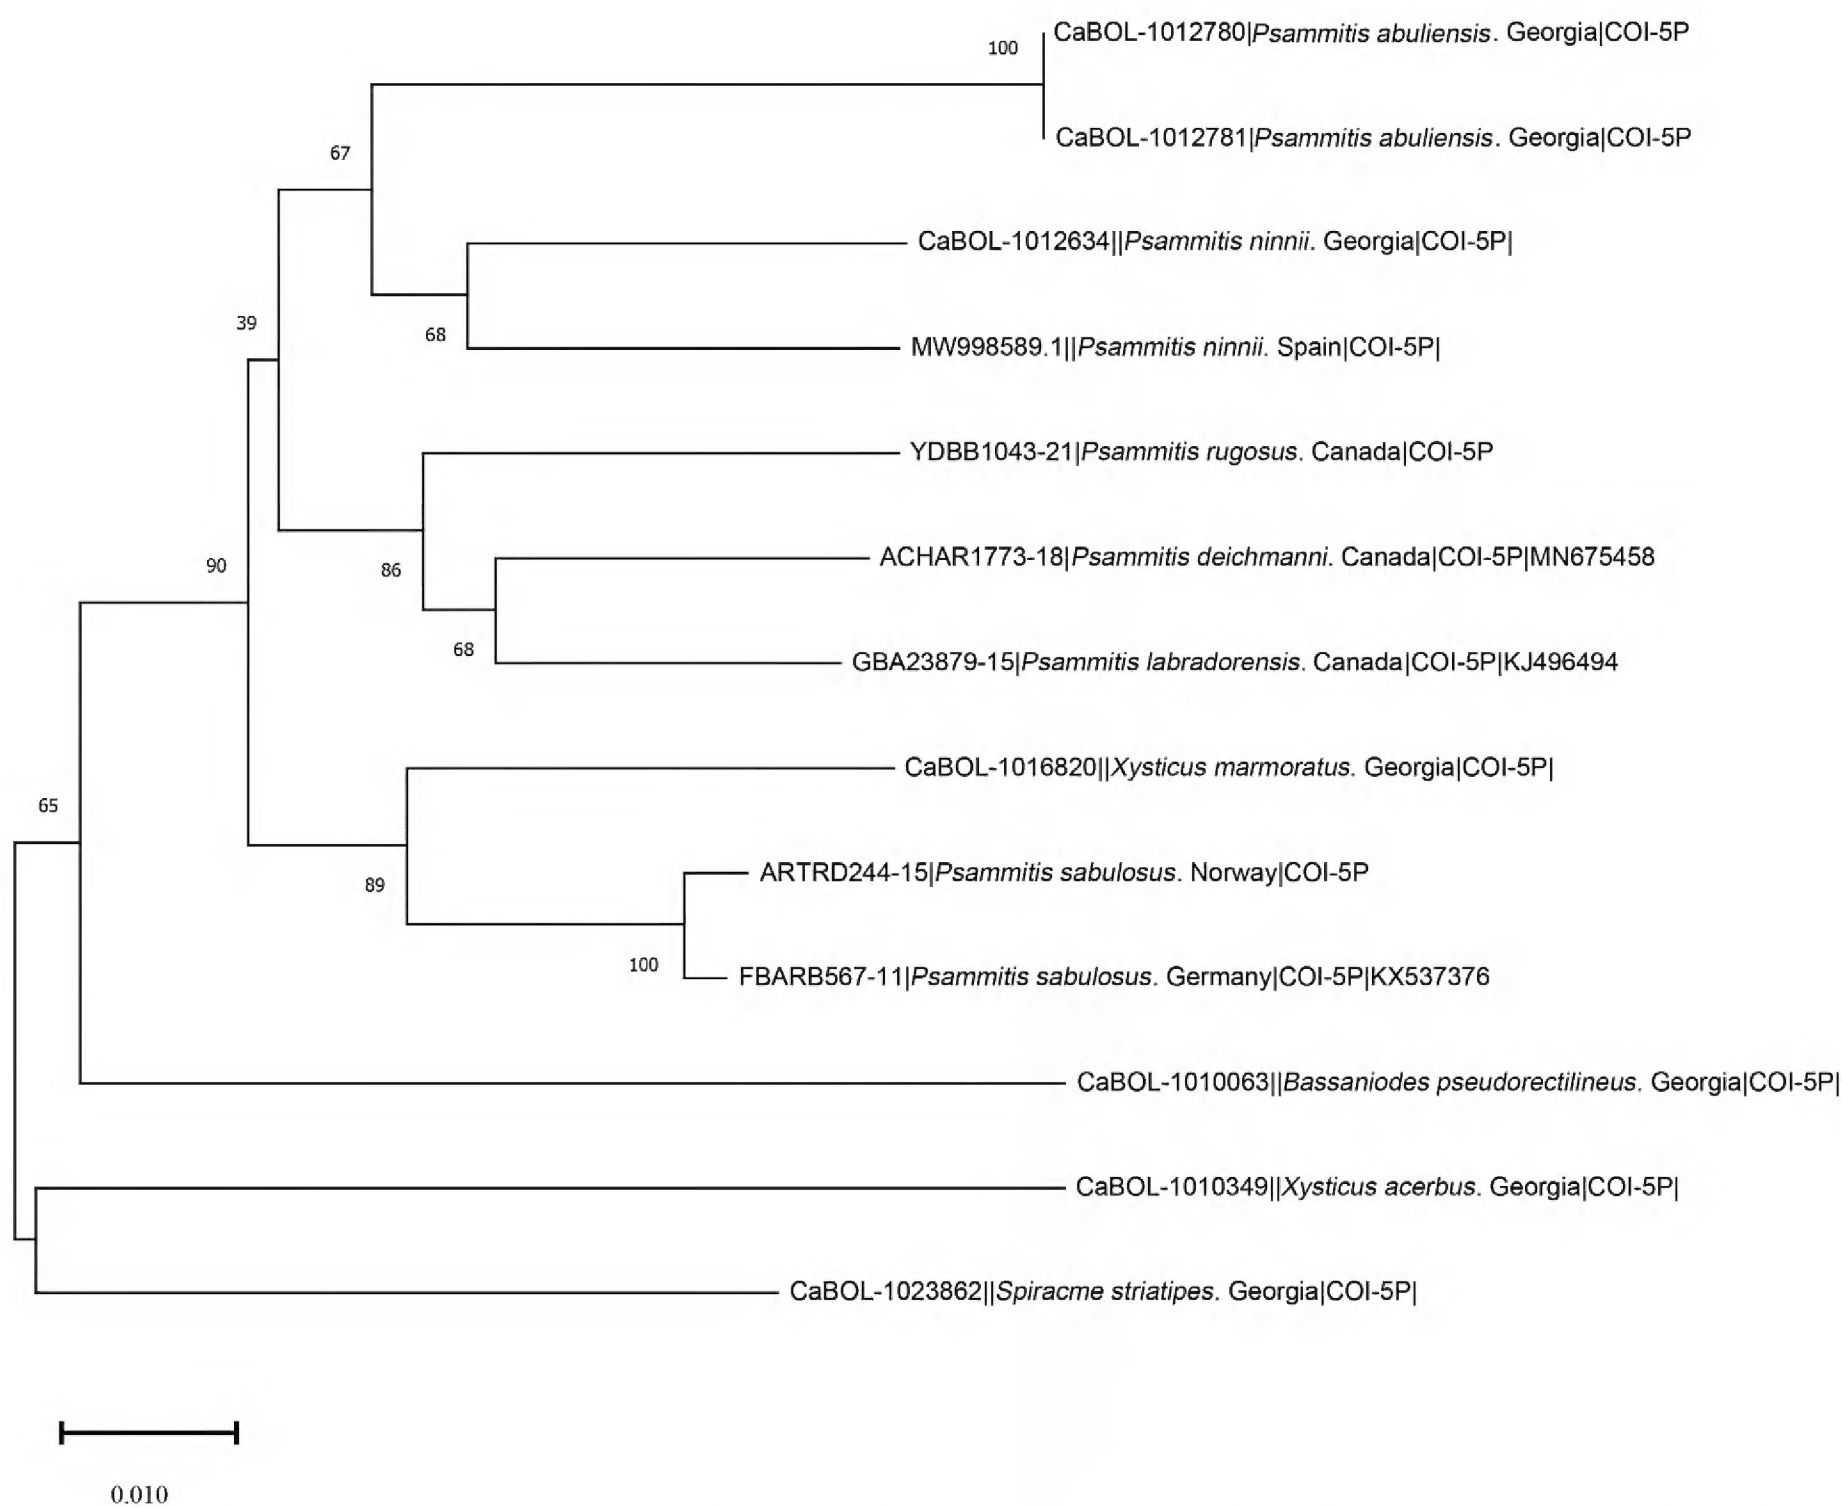 100
CaBOL-1012780|Psammitis abuliensis. Georgia|COI-5P
CaBOL-1012781|Psammitis abuliensis. Georgia|COI-5P
67
CaBOL-1012634||Psammitis ninnii. Georgia|COI-5P|
39
68
MW998589.1||Psammitis ninnii. Spain|COI-5P|
YDBB1043-21|Psammitis rugosus. Canada|COI-5P
90
86
ACHAR1773-18|Psammitis deichmanni. Canada|COI-5P|MN675458
68
GBA23879-15|Psammitis labradorensis. Canada|COI-5P|KJ496494
CaBOL-1016820||Xysticus marmoratus. Georgia|COI-5P|
65
89
ARTRD244-15|Psammitis sabulosus. Norway|COI-5P
100
FBARB567-11|Psammitis sabulosus. Germany|COI-5P|KX537376
CaBOL-1010063||Bassaniodes pseudorectilineus. Georgia|COI-5P|
CaBOL-1010349||Xysticus acerbus. Georgia|COI-5P|
CaBOL-1023862||Spiracme striatipes. Georgia|COI-5P|
0.010